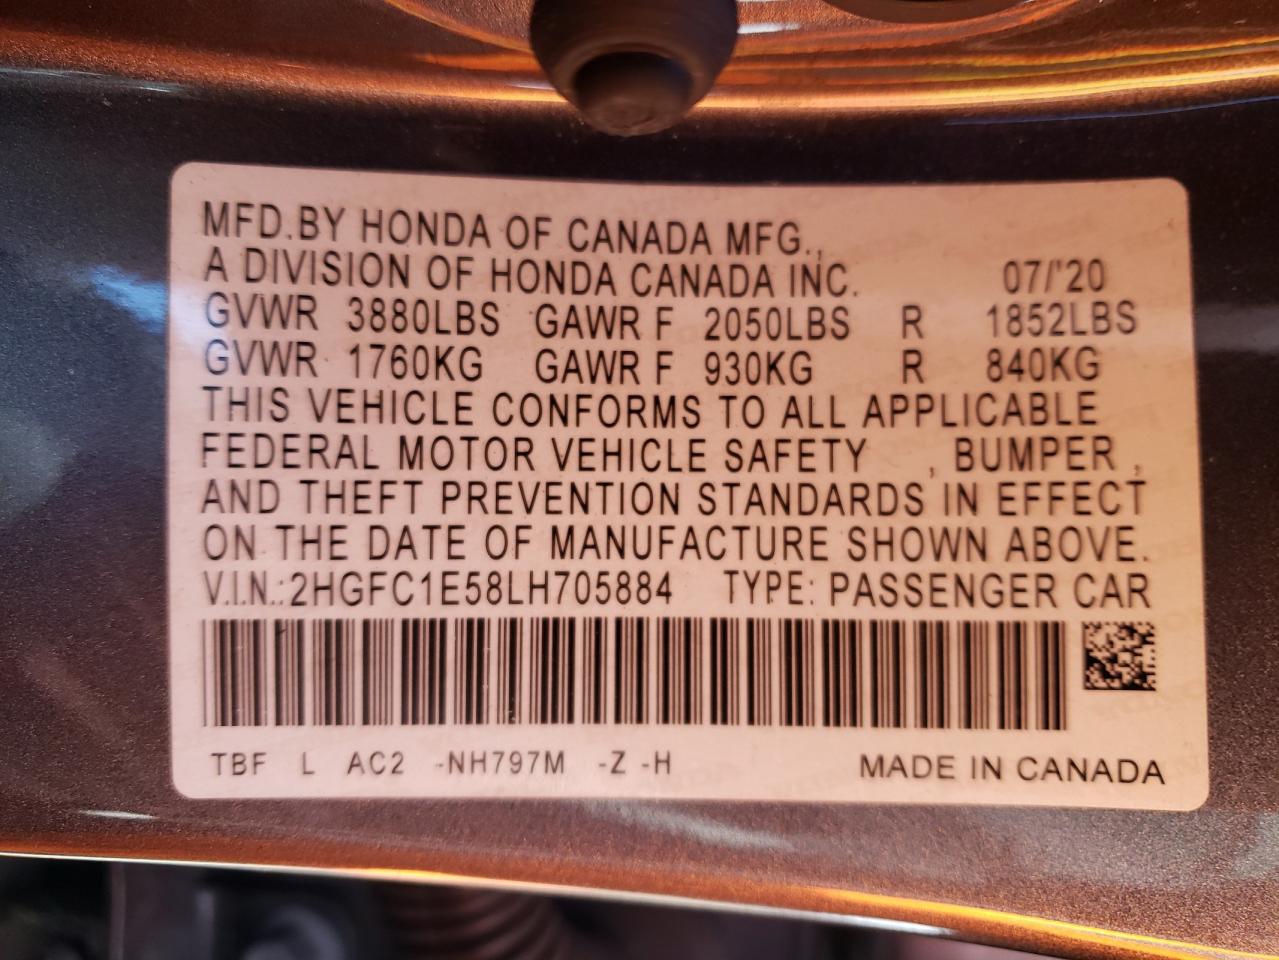 MFD.BY HONDA OF CANADA MFG.,
A DIVISION OF HONDA CANADA INC. 07/'20
GVWR 3880LBS GAWR F 2050LBS R 1852LBS
GVWR 1760KG GAWR F 930KG R 840KG
THIS VEHICLE CONFORMS TO ALL APPLICABLE
FEDERAL MOTOR VEHICLE SAFETY , BUMPER ,
AND THEFT PREVENTION STANDARDS IN EFFECT
ON THE DATE OF MANUFACTURE SHOWN ABOVE.
V.I.N.:2HGFC1E58LH705884 TYPE: PASSENGER CAR
TBF L AC2 -NH797M -Z -H MADE IN CANADA